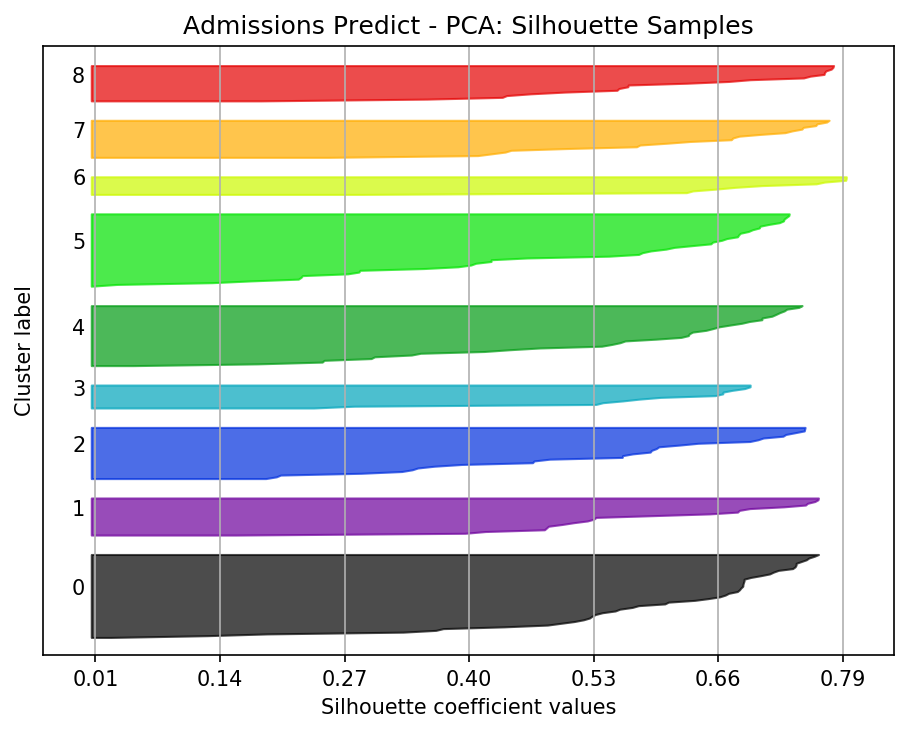 Admissions Predict - PCA: Silhouette Samples
Cluster label
8
7
6
5
4
3
2
1
0
0.01 0.14 0.27 0.40 0.53 0.66 0.79
Silhouette coefficient values